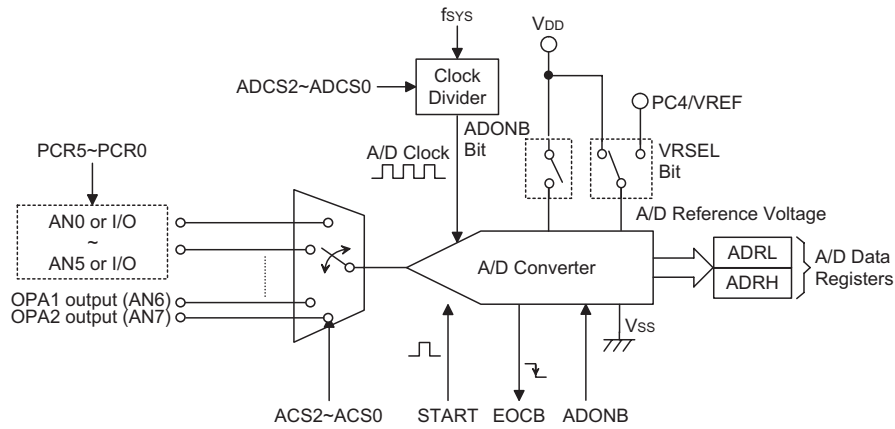 fSYS
VDD
Clock
Divider
ADCS2~ADCS0
PC4/VREF
ADONB
Bit
VRSEL
Bit
A/D Clock
PCR5~PCR0
AN0 or I/O
~
AN5 or I/O
A/D Reference Voltage
A/D Converter
ADRL
ADRH
A/D Data
Registers
OPA1 output (AN6)
OPA2 output (AN7)
VSS
ACS2~ACS0
START
EOCB
ADONB